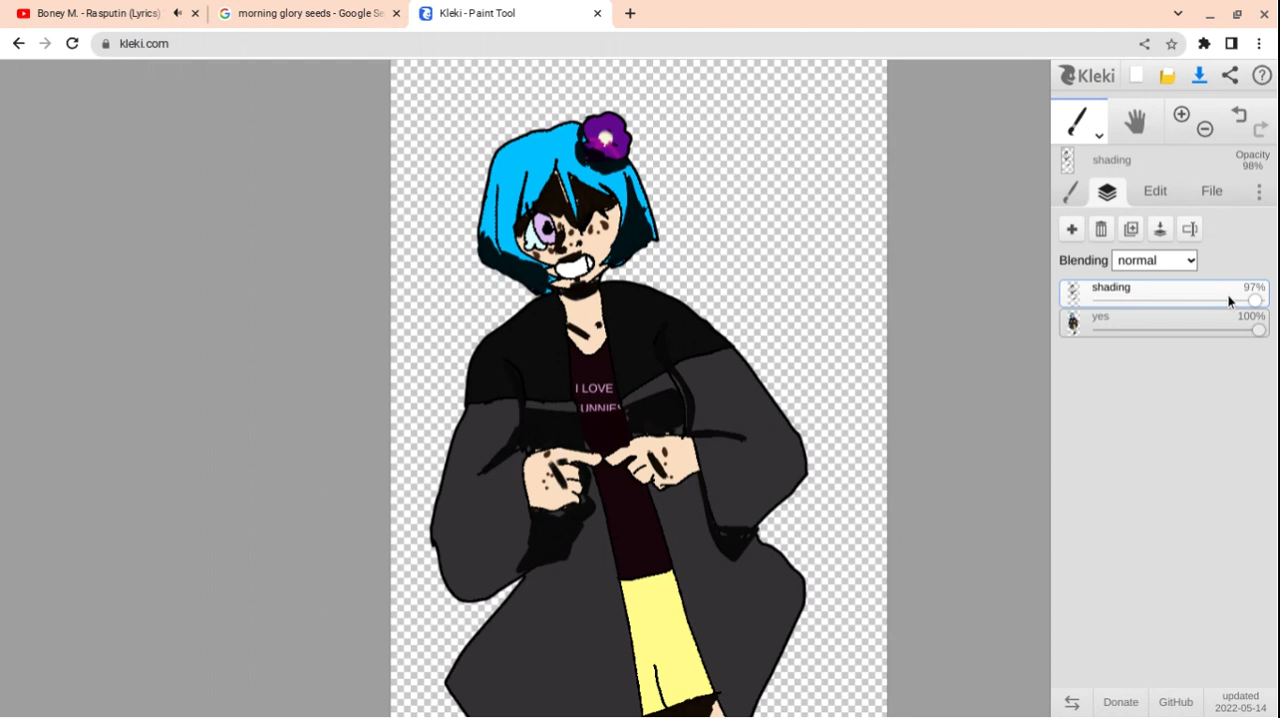 Boney M. - Rasputin (Lyrics)
morning glory seeds - Google Se
Kleki - Paint Tool
kleki.com
Kleki
shading
Opacity
98%
Edit
File
Blending normal
shading 97%
yes 100%
I LOVE
UNNIE
Donate
GitHub
updated
2022-05-14